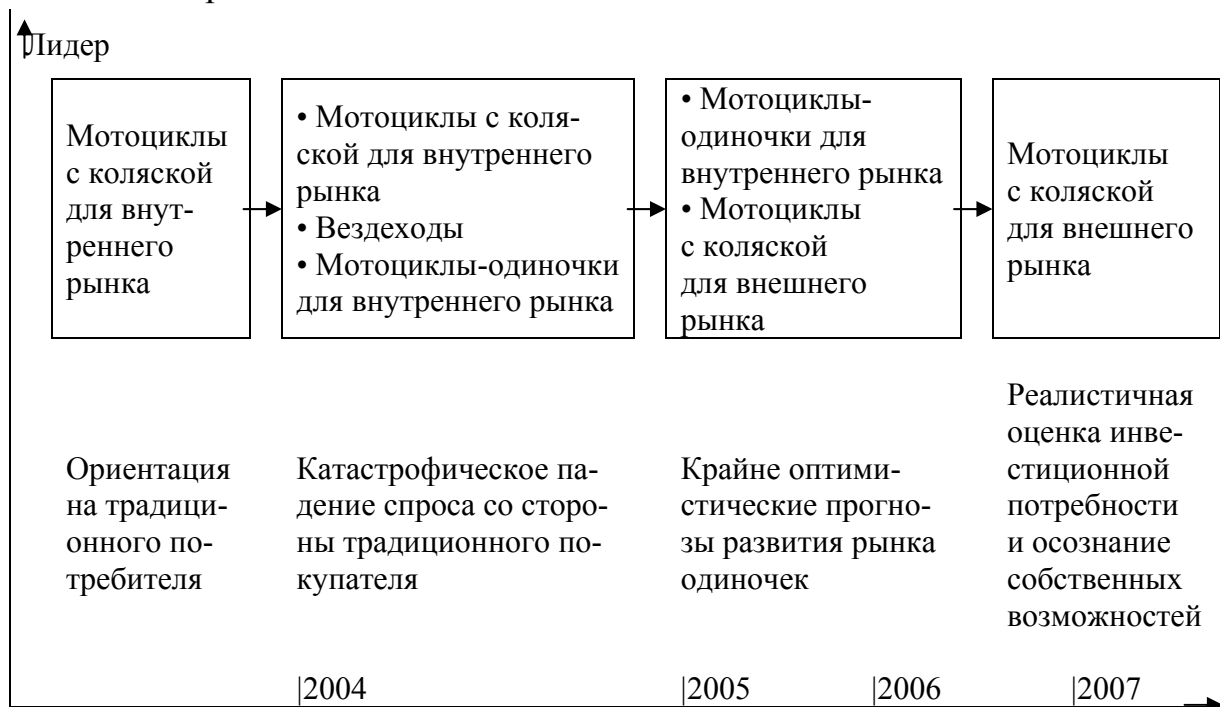 Лидер
Мотоциклы
с коляской
для внут-
реннего
рынка
• Мотоциклы с коля-
ской для внутреннего
рынка
• Вездеходы
• Мотоциклы-одиночки
для внутреннего рынка
• Мотоциклы-
одиночки для
внутреннего рынка
• Мотоциклы
с коляской
для внешнего
рынка
Мотоциклы
с коляской
для внешнего
рынка
Ориентация
на традици-
онного по-
требителя
Катастрофическое па-
дение спроса со сторо-
ны традиционного по-
купателя
Крайне оптими-
стические прогно-
зы развития рынка
одиночек
Реалистичная
оценка инве-
стиционной
потребности
и осознание
собственных
возможностей
|2004 |2005 |2006 |2007